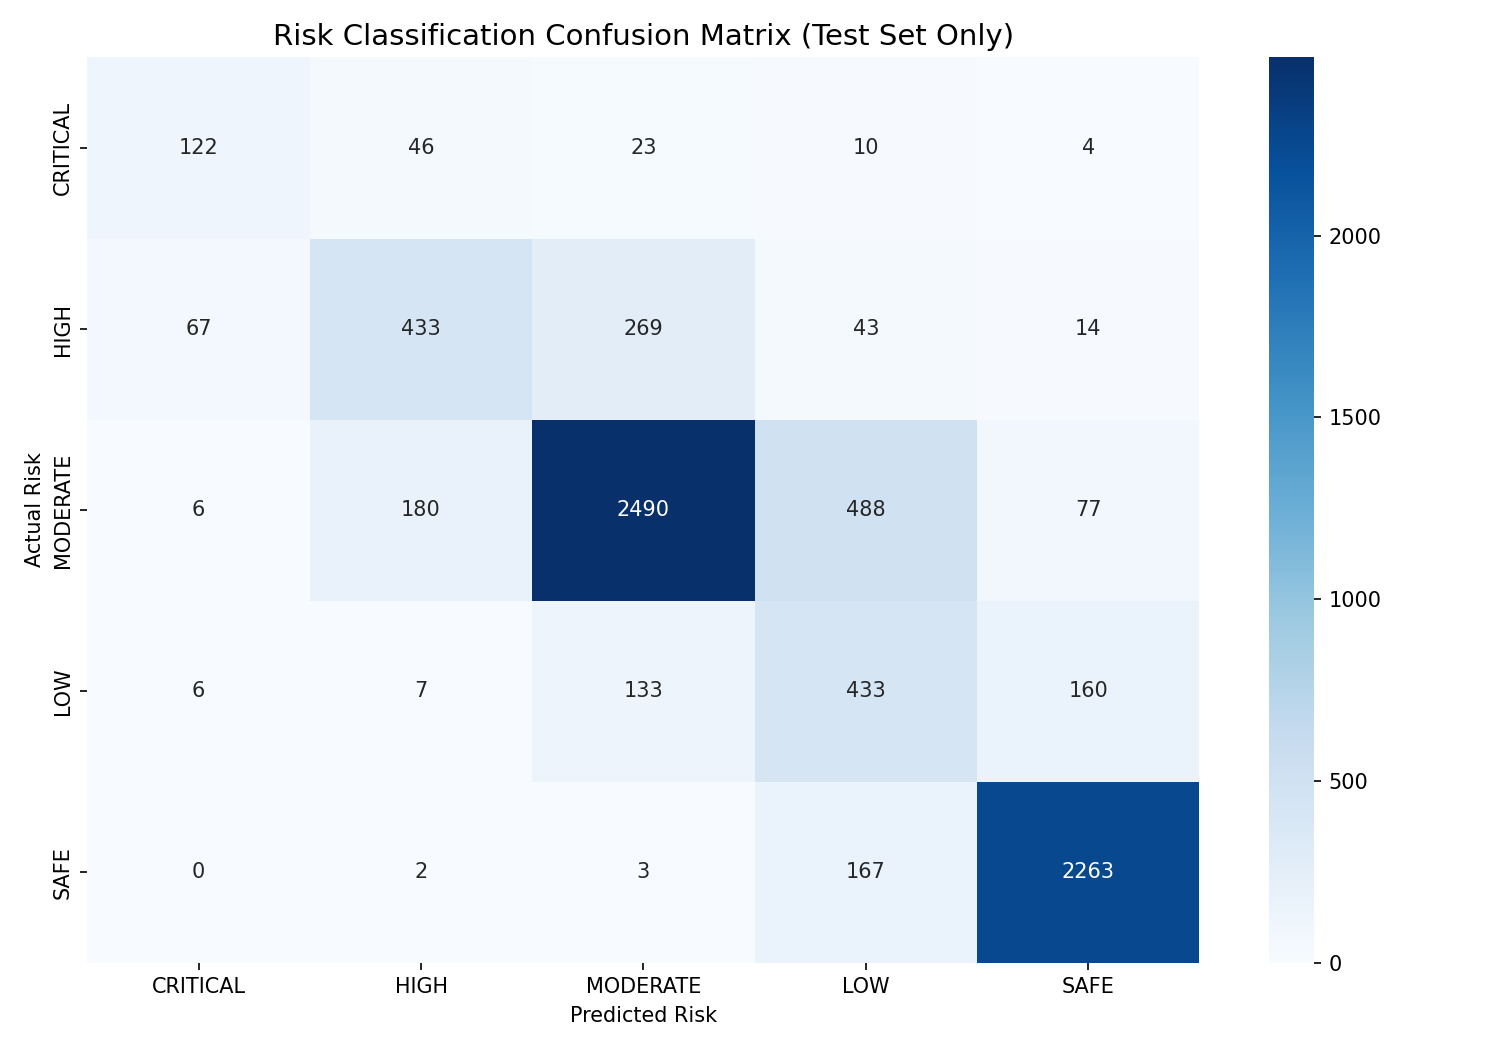 Risk Classification Confusion Matrix (Test Set Only)
CRITICAL 122 46 23 10 4
HIGH 67 433 269 43 14
MODERATE 6 180 2490 488 77
LOW 6 7 133 433 160
SAFE 0 2 3 167 2263
Actual Risk
CRITICAL HIGH MODERATE LOW SAFE
Predicted Risk
2000
1500
1000
500
0